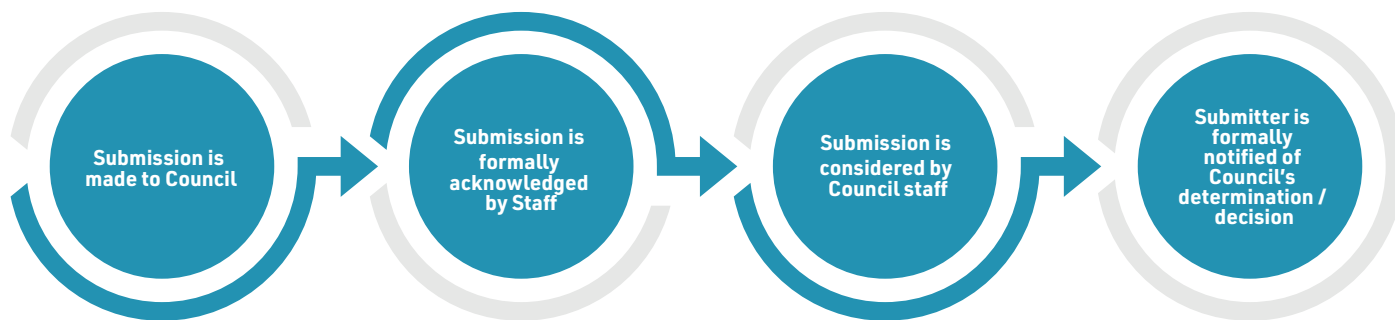 Submission is
made to Council
Submission is
formally
acknowledged
by Staff
Submission is
considered by
Council staff
Submitter is
formally
notified of
Council’s
determination /
decision